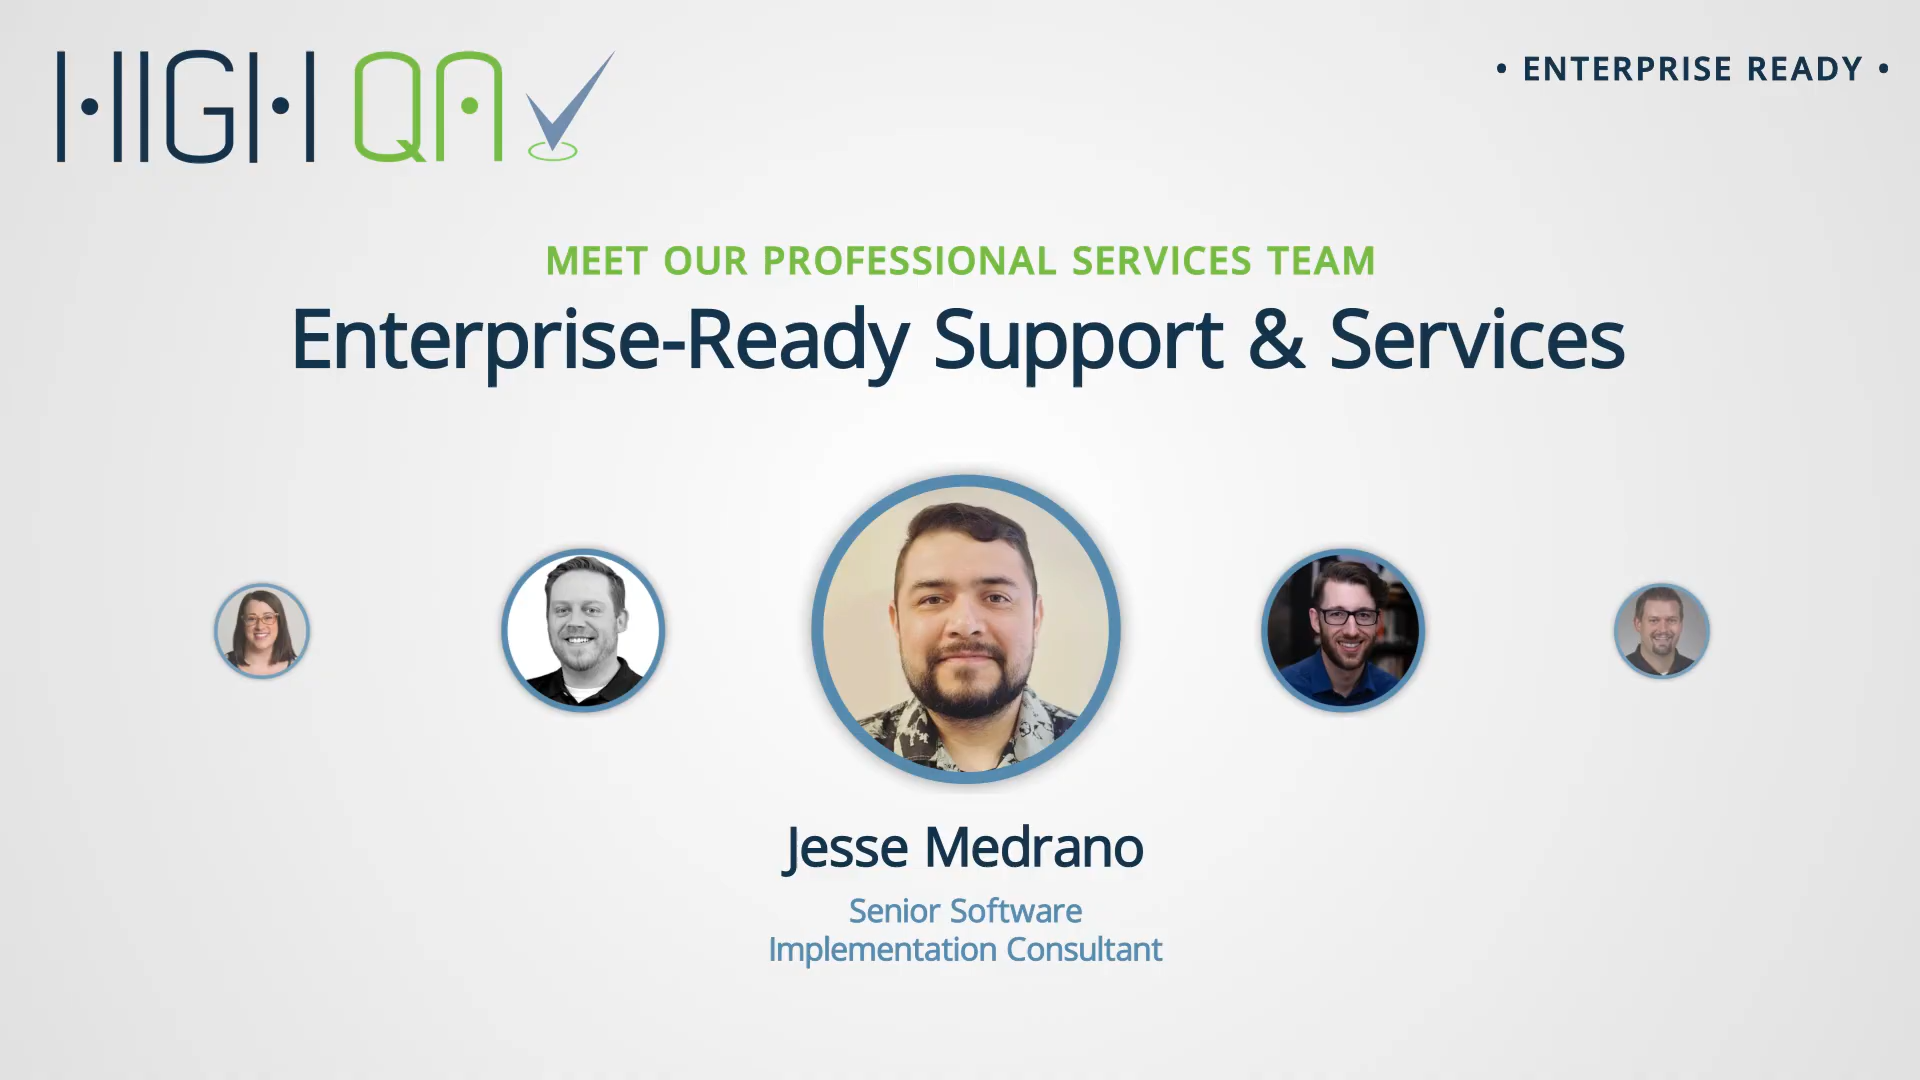 HIGH QA
• ENTERPRISE READY •
MEET OUR PROFESSIONAL SERVICES TEAM
Enterprise-Ready Support & Services
Jesse Medrano
Senior Software
Implementation Consultant